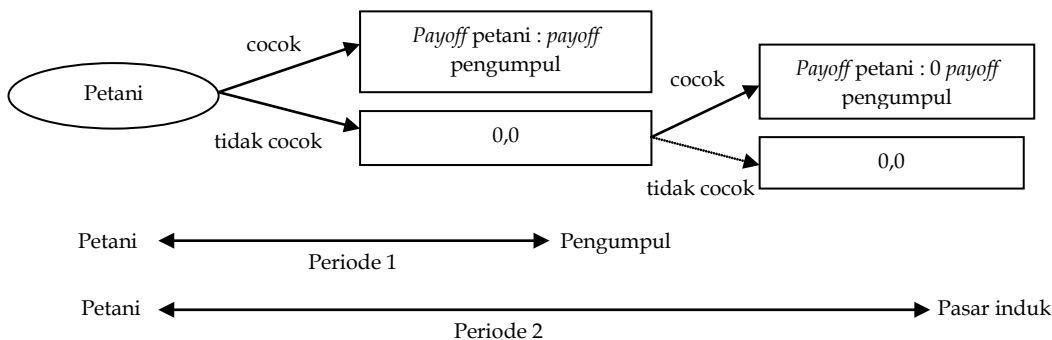 cocok
Payoff petani : payoff
pengumpul
Petani
tidak cocok
0,0
cocok
Payoff petani : 0 payoff
pengumpul
0,0
tidak cocok
Petani
Pengumpul
Periode 1
Petani
Pasar induk
Periode 2